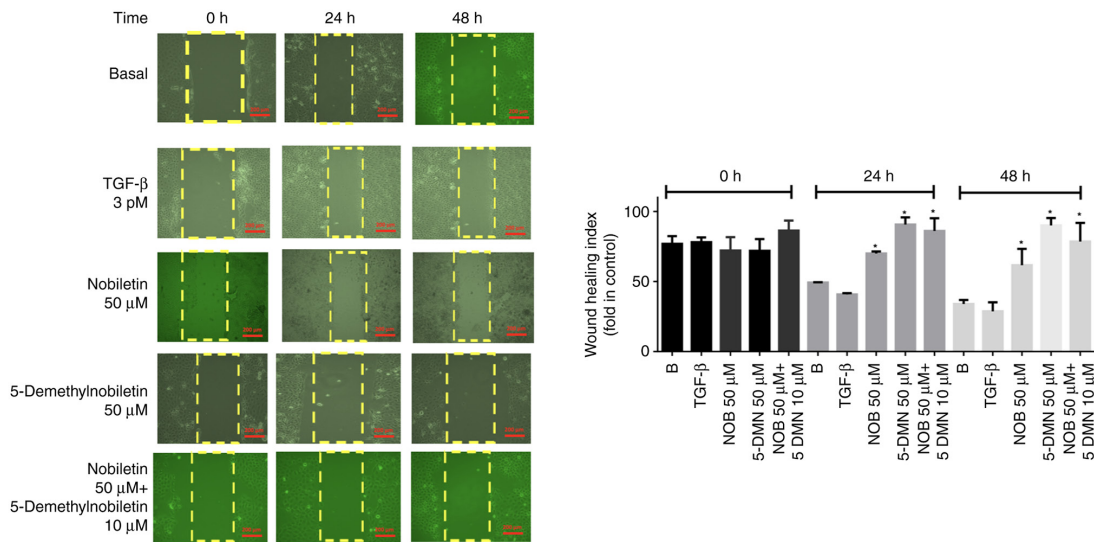 Time 0 h 24 h 48 h
Basal
TGF-β
3 pM
Nobiletin
50 μM
5-Demethylnobiletin
50 μM
Nobiletin
50 μM+
5-Demethylnobiletin
10 μM
0 h 24 h 48 h
Wound healing index
(fold in control)
100
50
0
B
TGF-β
NOB 50 μM
5-DMN 50 μM
NOB 50 μM+
5 DMN 10 μM
B
TGF-β
NOB 50 μM
5-DMN 50 μM
NOB 50 μM+
5 DMN 10 μM
B
TGF-β
NOB 50 μM
5-DMN 50 μM
NOB 50 μM+
5 DMN 10 μM
* * *
* * *